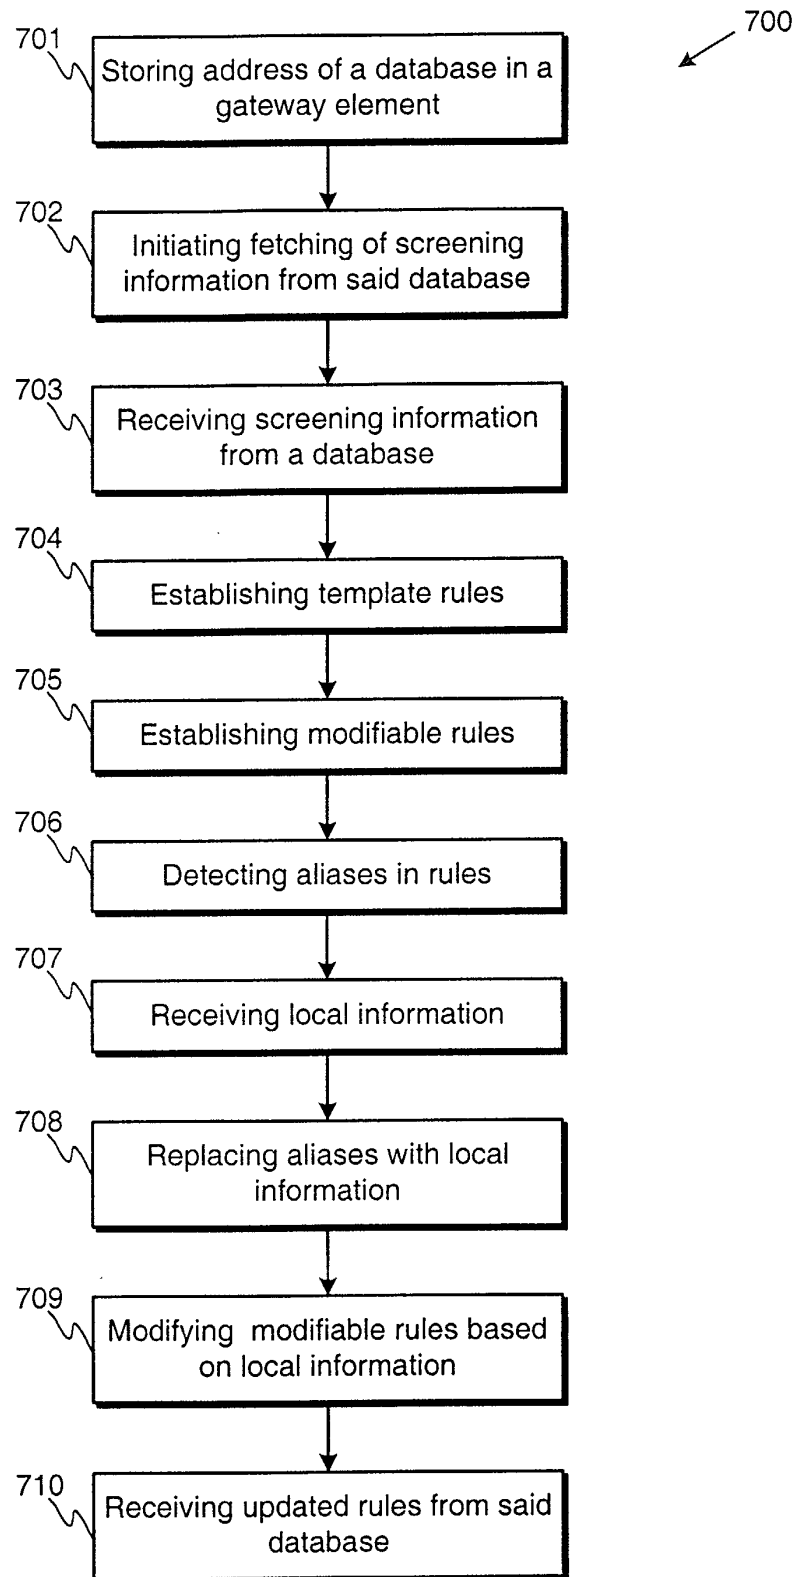 700
701
Storing address of a database in a
gateway element
702
Initiating fetching of screening
information from said database
703
Receiving screening information
from a database
704
Establishing template rules
705
Establishing modifiable rules
706
Detecting aliases in rules
707
Receiving local information
708
Replacing aliases with local
information
709
Modifying modifiable rules based
on local information
710
Receiving updated rules from said
database